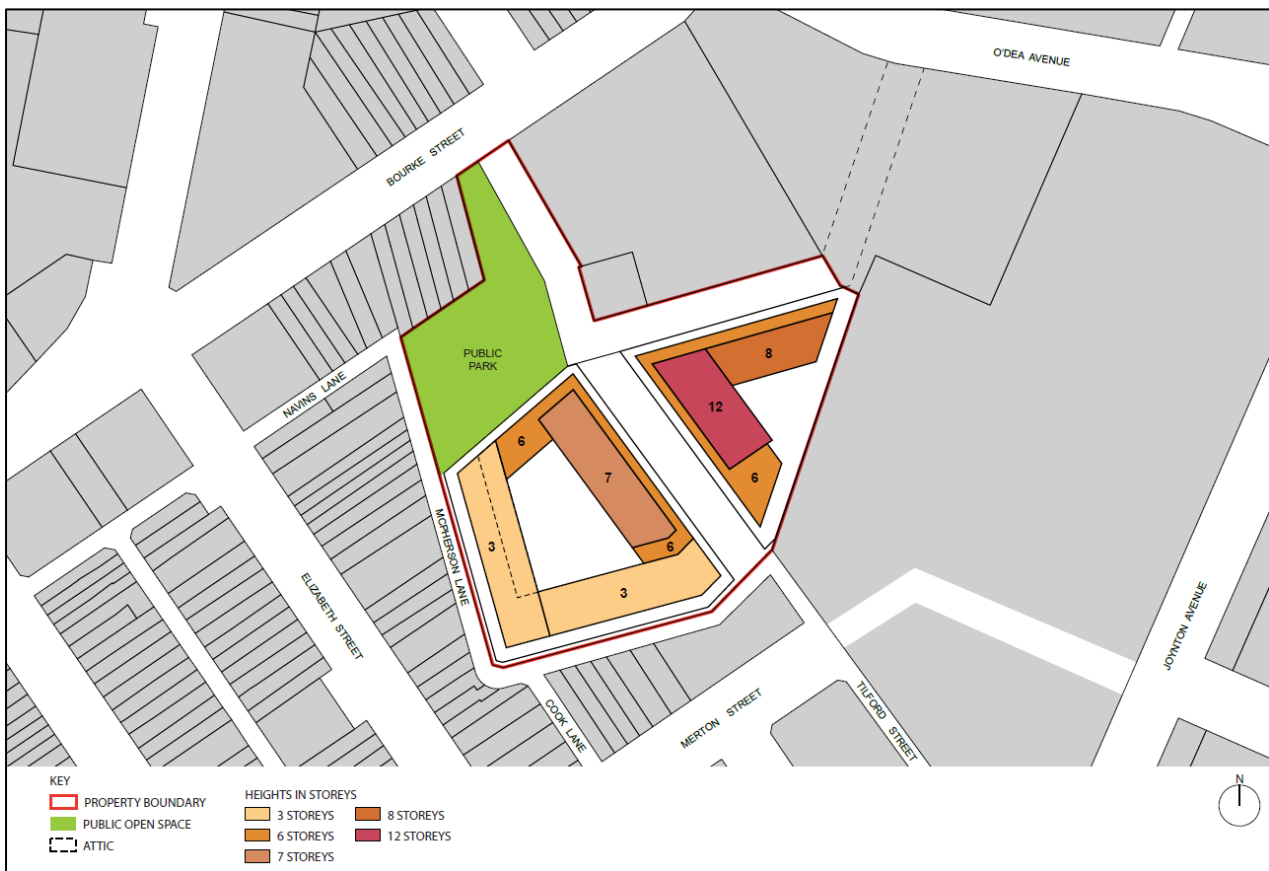 O'DEA AVENUE
BOURKE STREET
PUBLIC
PARK
NAVINS LANE
8
12
6
6
7
6
3
3
MCPHERSON LANE
ELIZABETH STREET
JOYNTON AVENUE
COOK LANE
MERTON STREET
TILFORD STREET
N
KEY
PROPERTY BOUNDARY
PUBLIC OPEN SPACE
ATTIC
HEIGHTS IN STOREYS
3 STOREYS
6 STOREYS
7 STOREYS
8 STOREYS
12 STOREYS